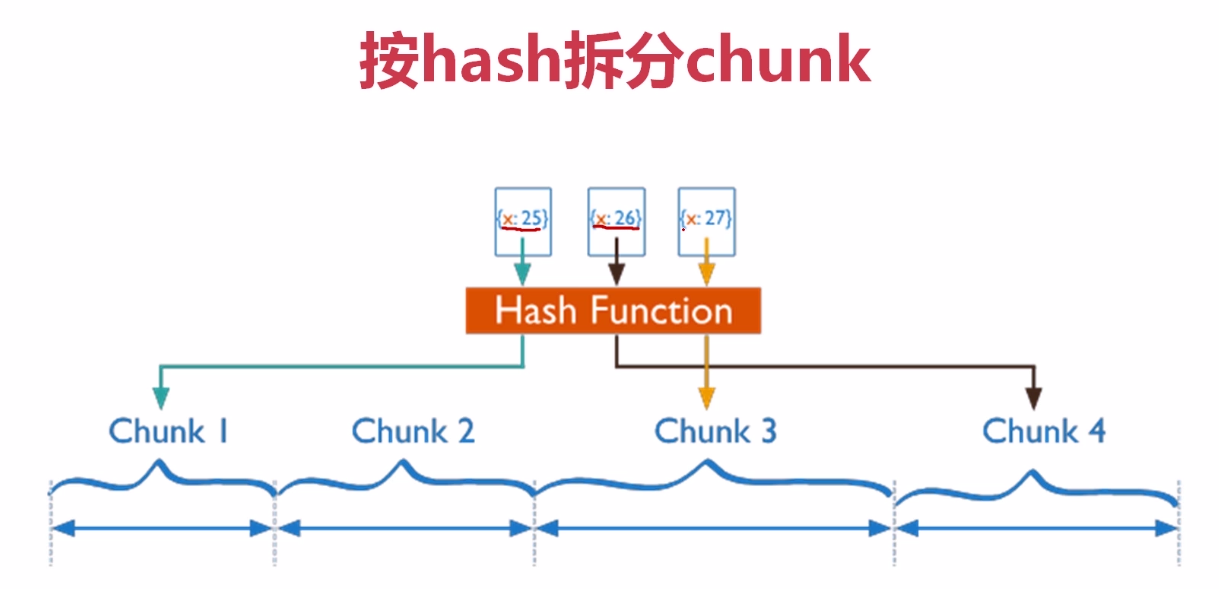 按hash拆分chunk
{x: 25} {x: 26} {x: 27}
Hash Function
Chunk 1 Chunk 2 Chunk 3 Chunk 4